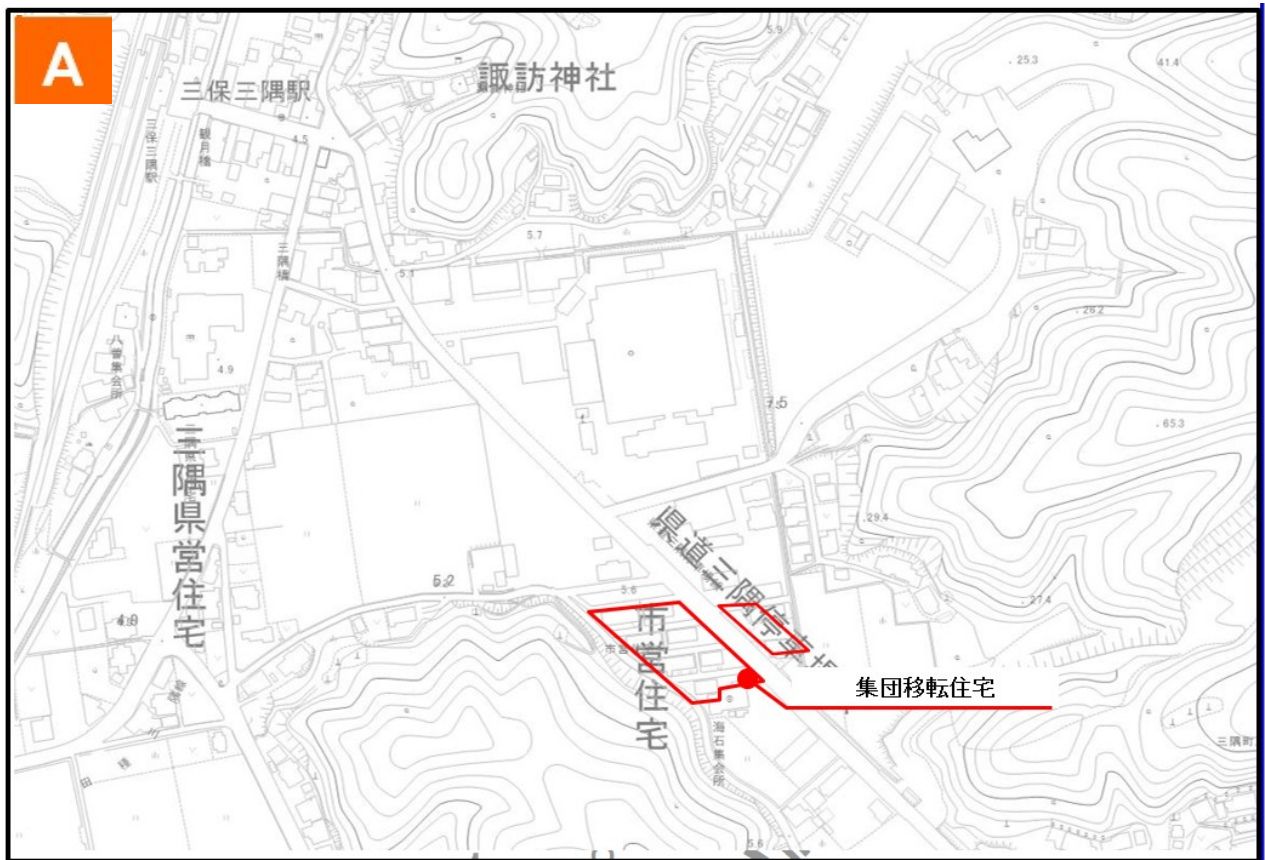 A
三保三隅駅
諏訪神社
5.9
25.3
41.4
三保三隅駅
観月橋
4.5
5.7
三隅橋
5.1
26.2
八曽集会所
4.9
7.5
65.3
三隅県営住宅
29.4
県道三隅停車場
5.2
5.6
27.4
4.9
市営住宅
集団移転住宅
海石集会所
三隅町
5.6